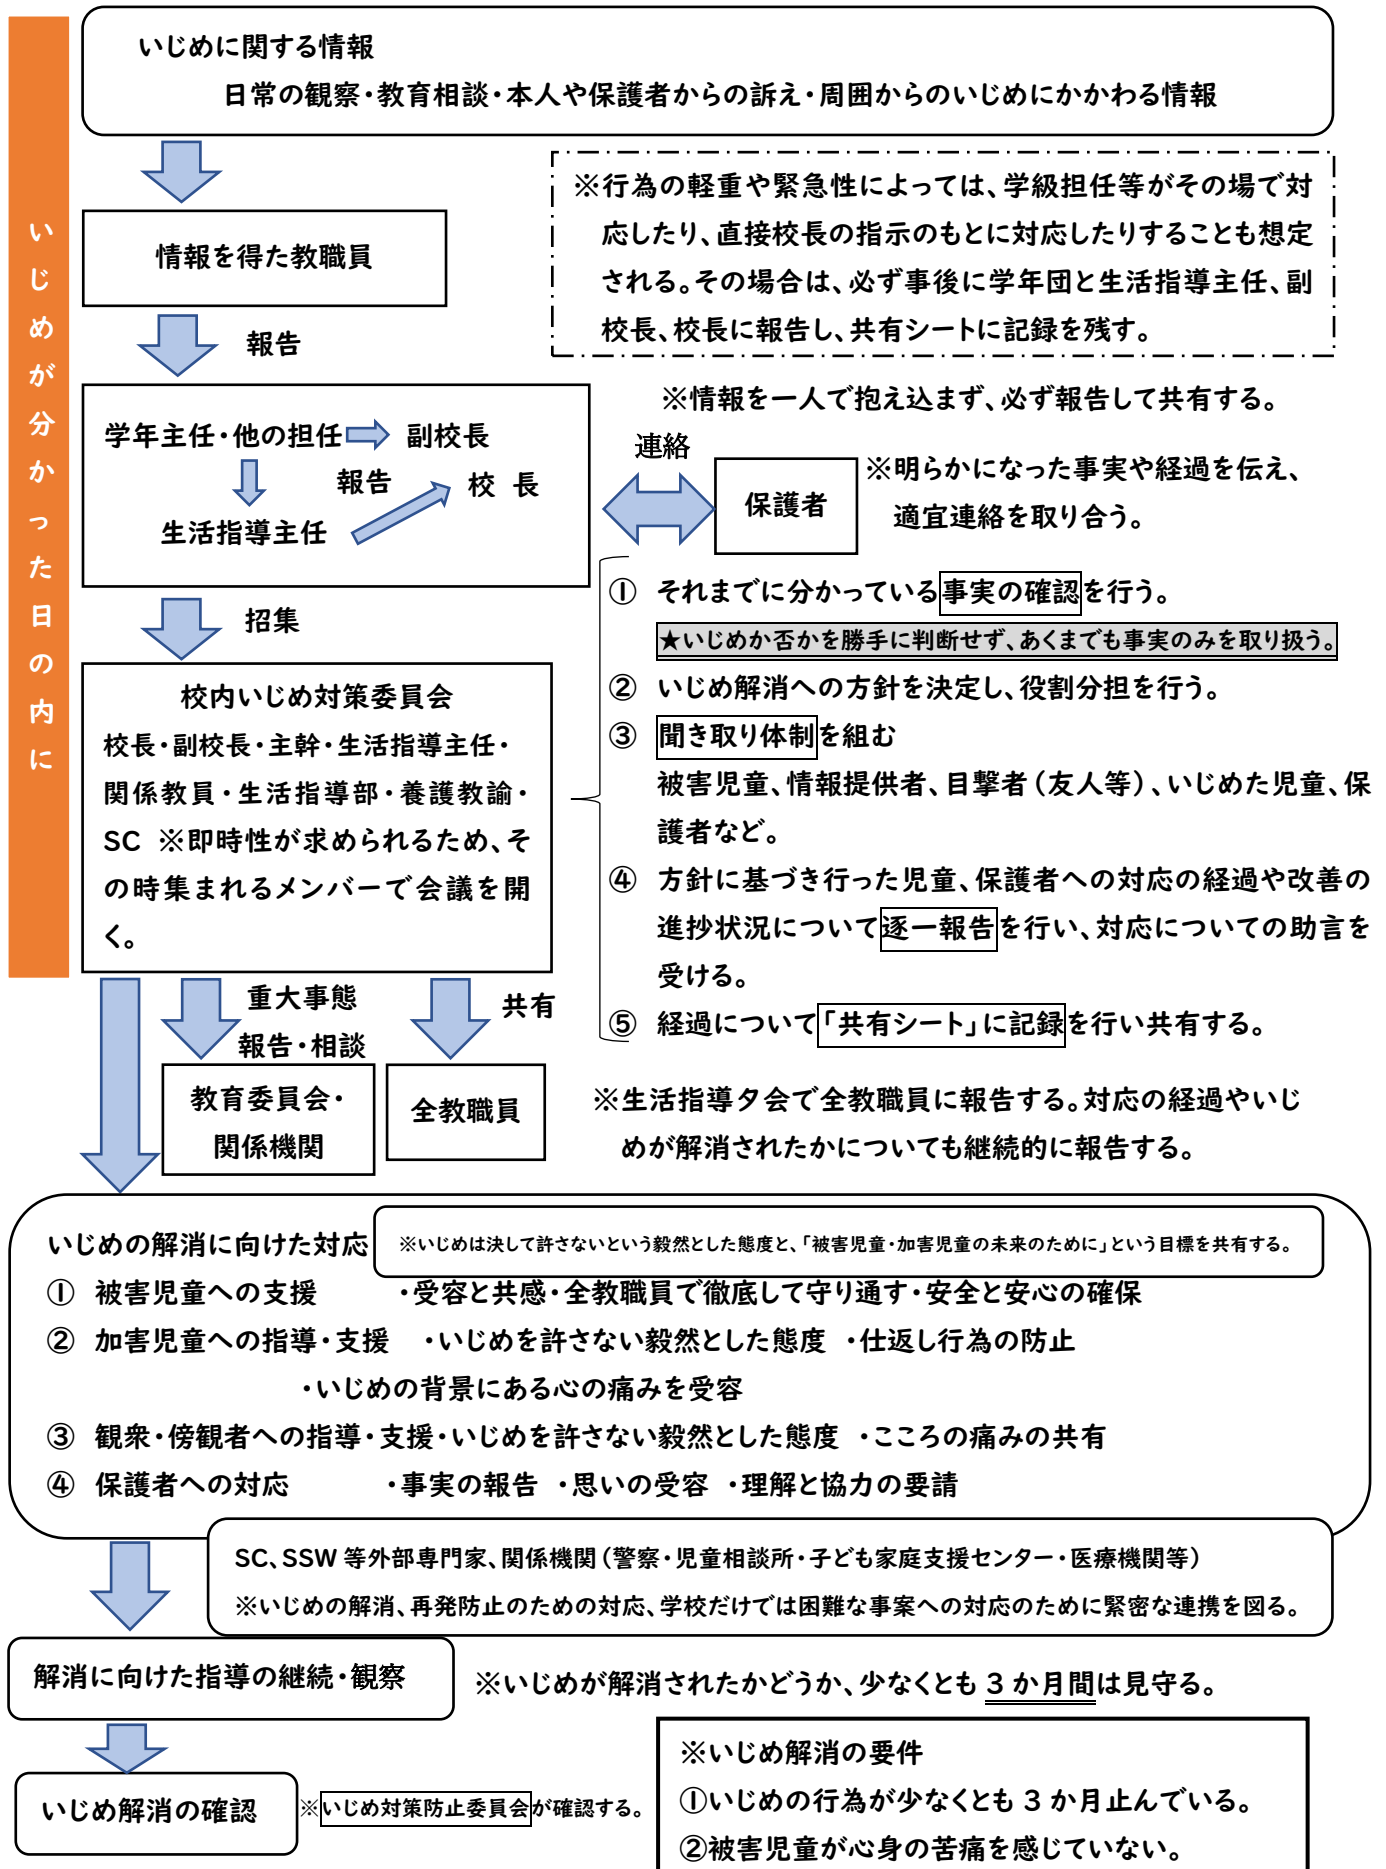 いじめが分かった日の内に
いじめに関する情報
日常の観察・教育相談・本人や保護者からの訴え・周囲からのいじめにかかわる情報
※行為の軽重や緊急性によっては、学級担任等がその場で対
応したり、直接校長の指示のもとに対応したりすることも想定
される。その場合は、必ず事後に学年団と生活指導主任、副
校長、校長に報告し、共有シートに記録を残す。
情報を得た教職員
報告
※情報を一人で抱え込まず、必ず報告して共有する。
学年主任・他の担任
副校長
報告
校 長
生活指導主任
連絡
保護者
※明らかになった事実や経過を伝え、
適宜連絡を取り合う。
招集
校内いじめ対策委員会
校長・副校長・主幹・生活指導主任・
関係教員・生活指導部・養護教諭・
SC ※即時性が求められるため、そ
の時集まれるメンバーで会議を開
く。
① それまでに分かっている事実の確認を行う。
★いじめか否かを勝手に判断せず、あくまでも事実のみを取り扱う。
② いじめ解消への方針を決定し、役割分担を行う。
③ 聞き取り体制を組む
被害児童、情報提供者、目撃者（友人等）、いじめた児童、保
護者など。
④ 方針に基づき行った児童、保護者への対応の経過や改善の
進抄状況について逐一報告を行い、対応についての助言を
受ける。
⑤ 経過について「共有シート」に記録を行い共有する。
重大事態
報告・相談
共有
教育委員会・
関係機関
全教職員
※生活指導夕会で全教職員に報告する。対応の経過やいじ
めが解消されたかについても継続的に報告する。
いじめの解消に向けた対応
※いじめは決して許さないという毅然とした態度と、「被害児童・加害児童の未来のために」という目標を共有する。
① 被害児童への支援 ・受容と共感・全教職員で徹底して守り通す・安全と安心の確保
② 加害児童への指導・支援 ・いじめを許さない毅然とした態度 ・仕返し行為の防止
・いじめの背景にある心の痛みを受容
③ 観衆・傍観者への指導・支援・いじめを許さない毅然とした態度 ・こころの痛みの共有
④ 保護者への対応 ・事実の報告 ・思いの受容 ・理解と協力の要請
SC、SSW 等外部専門家、関係機関（警察・児童相談所・子ども家庭支援センター・医療機関等）
※いじめの解消、再発防止のための対応、学校だけでは困難な事案への対応のために緊密な連携を図る。
解消に向けた指導の継続・観察
※いじめが解消されたかどうか、少なくとも 3 か月間は見守る。
いじめ解消の確認
※いじめ対策防止委員会が確認する。
※いじめ解消の要件
①いじめの行為が少なくとも 3 か月止んでいる。
②被害児童が心身の苦痛を感じていない。